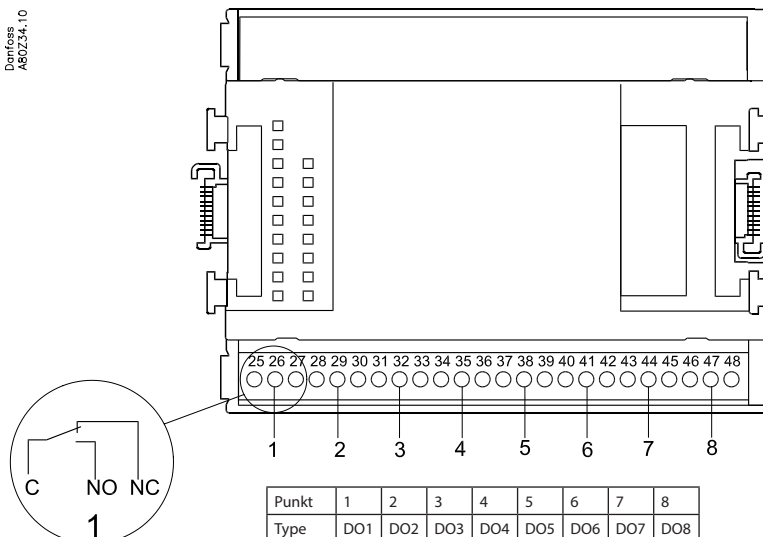 Danfoss
A80Z34.10
25 26 27 28 29 30 31 32 33 34 35 36 37 38 39 40 41 42 43 44 45 46 47 48
1 2 3 4 5 6 7 8
C NO NC
1
Punkt 1 2 3 4 5 6 7 8
Type DO1 DO2 DO3 DO4 DO5 DO6 DO7 DO8